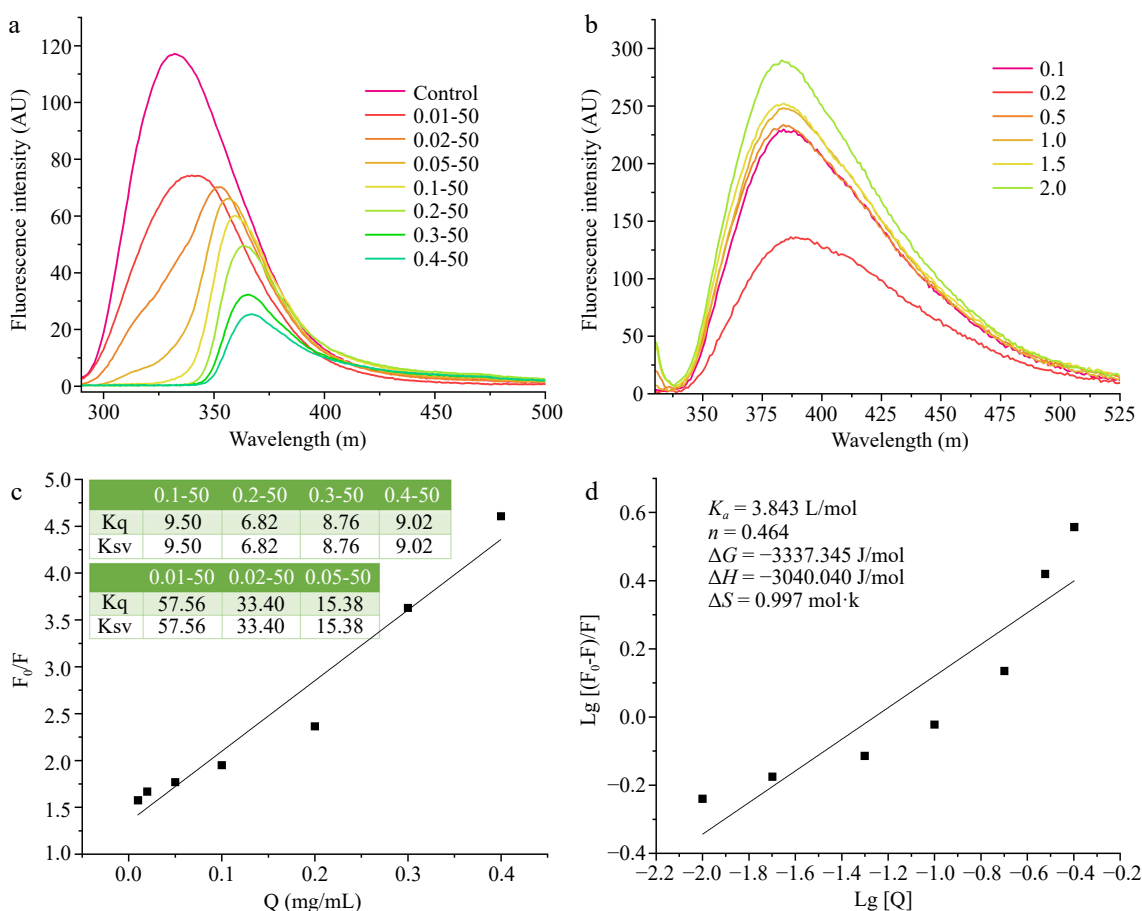 a
Fluorescence intensity (AU)
120
100
80
60
40
20
0
300
350
400
450
500
Wavelength (m)
Control
0.01-50
0.02-50
0.05-50
0.1-50
0.2-50
0.3-50
0.4-50
b
Fluorescence intensity (AU)
300
250
200
150
100
50
0
350
375
400
425
450
475
500
525
Wavelength (m)
0.1
0.2
0.5
1.0
1.5
2.0
c
F₀/F
5.0
4.5
4.0
3.5
3.0
2.5
2.0
1.5
1.0
0.0
0.1
0.2
0.3
0.4
Q (mg/mL)
0.1-50 0.2-50 0.3-50 0.4-50
Kq 9.50 6.82 8.76 9.02
Ksv 9.50 6.82 8.76 9.02
0.01-50 0.02-50 0.05-50
Kq 57.56 33.40 15.38
Ksv 57.56 33.40 15.38
d
Lg [(F₀-F)/F]
0.6
0.4
0.2
0.0
−0.2
−0.4
−2.2
−2.0
−1.8
−1.6
−1.4
−1.2
−1.0
−0.8
−0.6
−0.4
−0.2
Lg [Q]
Kₐ = 3.843 L/mol
n = 0.464
ΔG = −3337.345 J/mol
ΔH = −3040.040 J/mol
ΔS = 0.997 mol·k